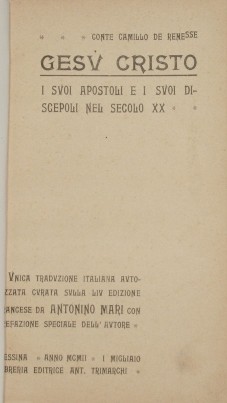 CONTE CAMILLO DE RENESSE
GESV CRISTO
I SVOI APOSTOLI E I SVOI DI-
SCEPOLI NEL SECOLO XX
VNICA TRADVZIONE ITALIANA AVTO-
ZZATA CVRATA SVLLA LIV EDIZIONE
ANCESE DA ANTONINO MARI CON
EFAZIONE SPECIALE DELL'AVTORE
ESSINA * ANNO MCMII * I MIGLIAIO
BRERIA EDITRICE ANT. TRIMARCHI *